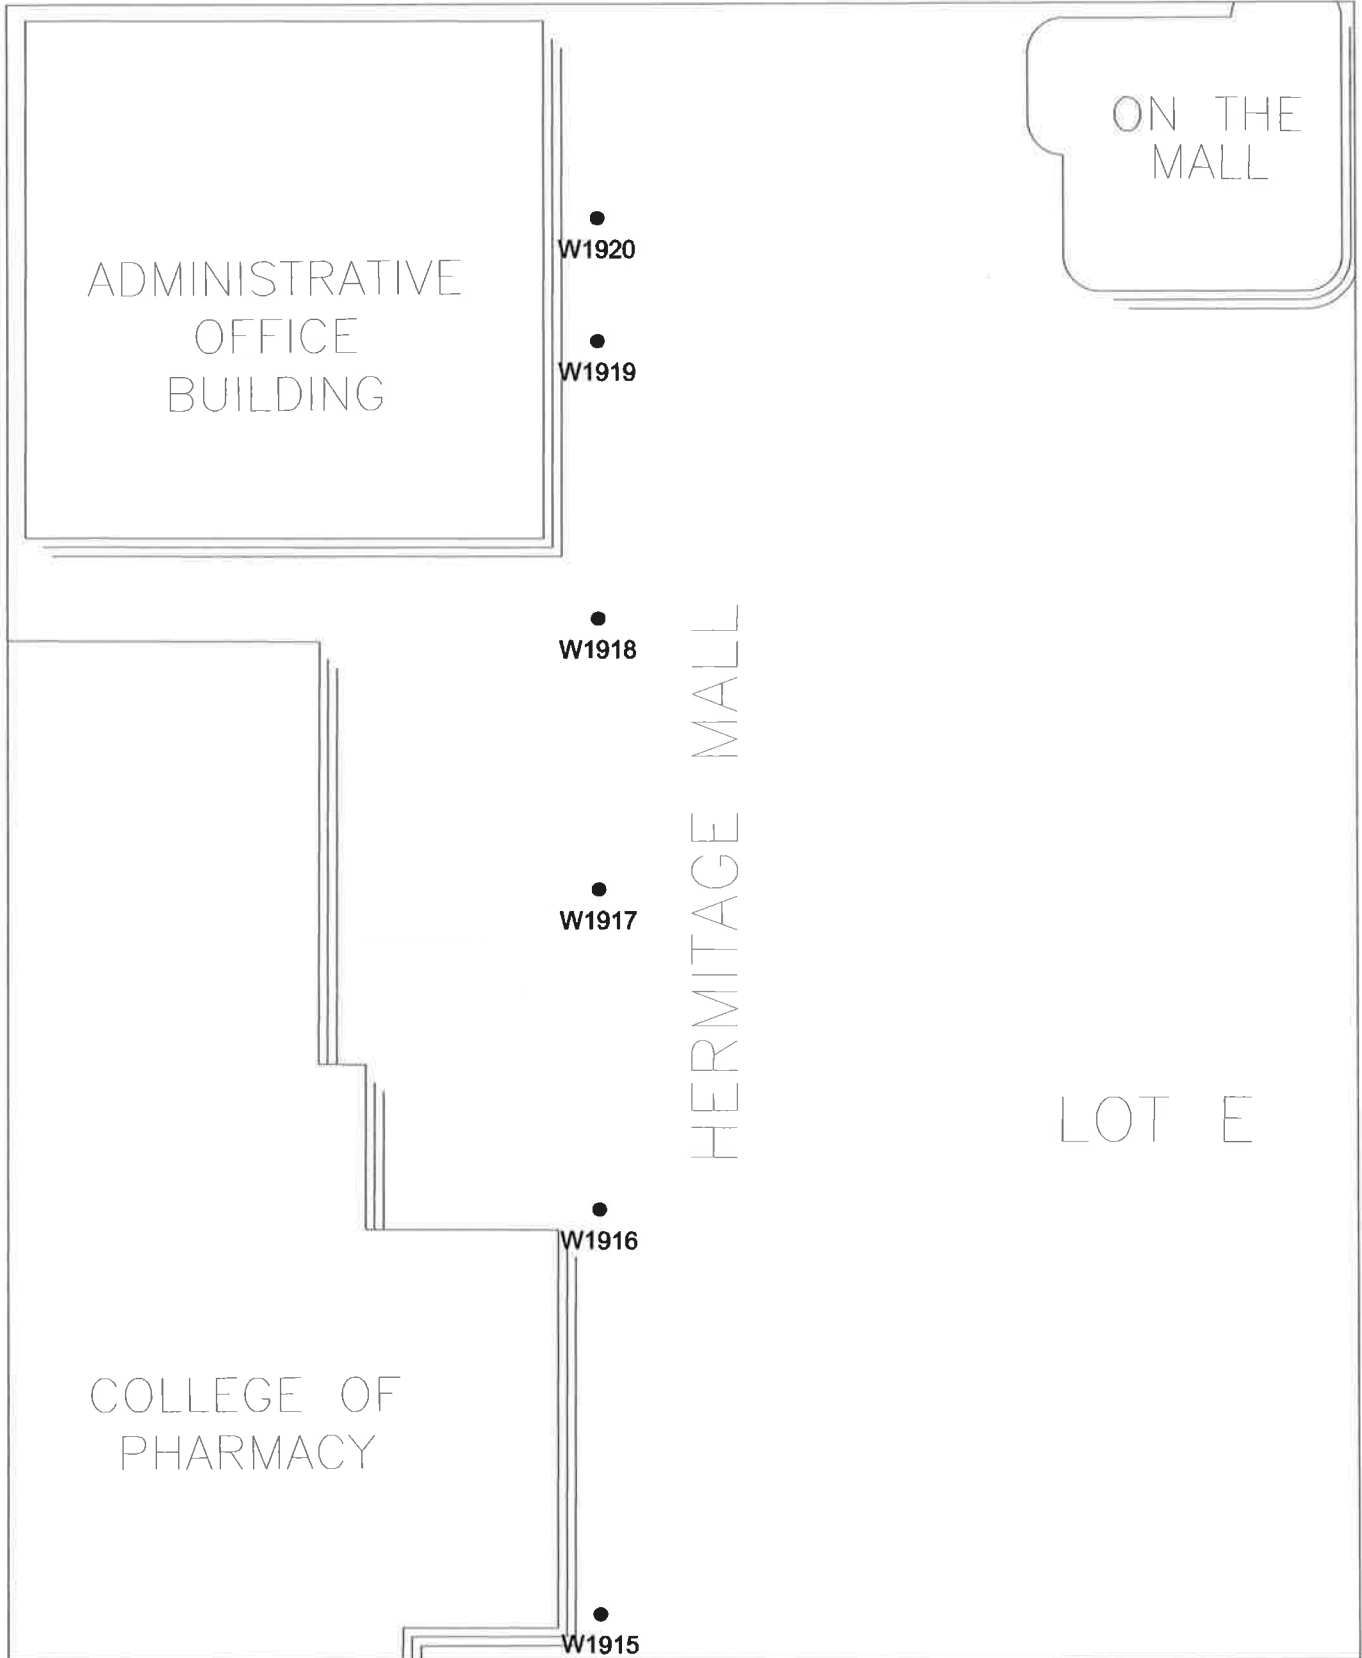 ON THE
MALL
W1920
ADMINISTRATIVE
OFFICE
BUILDING
W1919
W1918
HERMITAGE MALL
W1917
LOT E
W1916
COLLEGE OF
PHARMACY
W1915